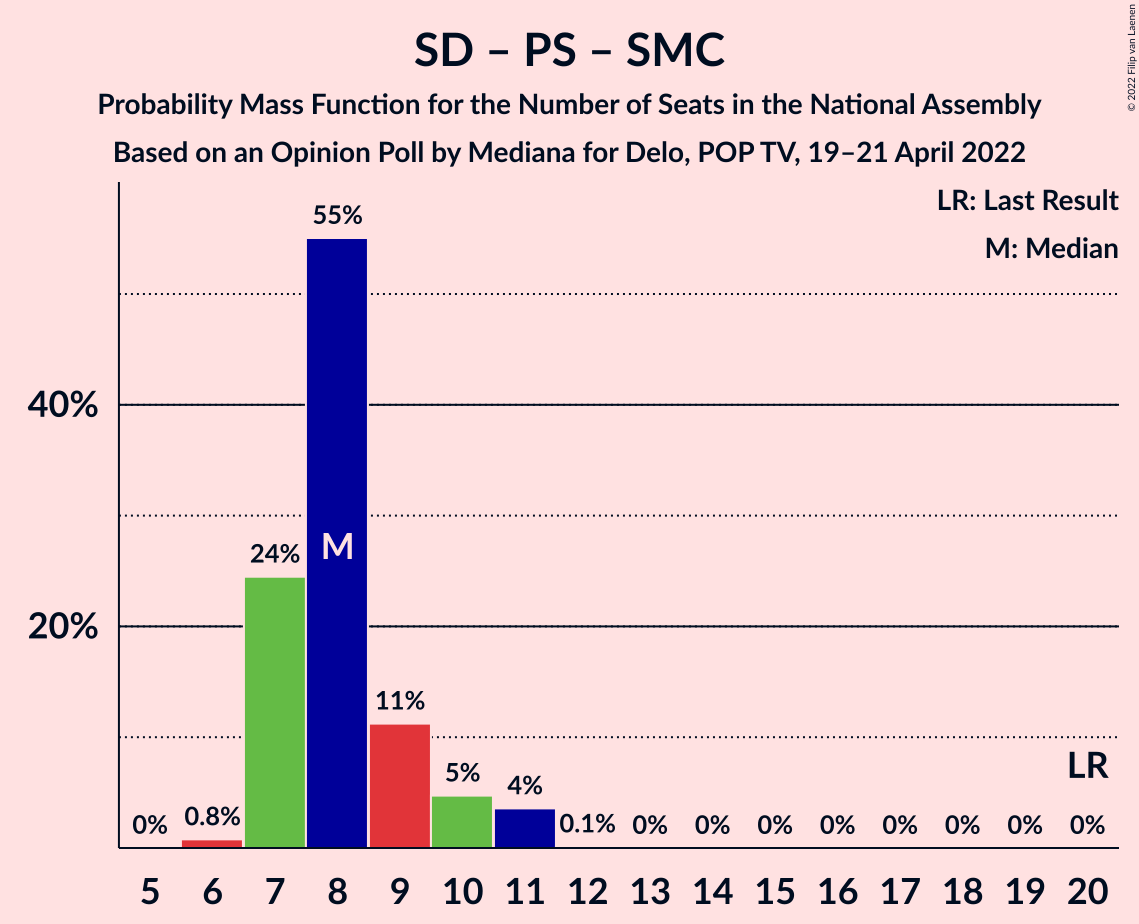 SD – PS – SMC
Probability Mass Function for the Number of Seats in the National Assembly
Based on an Opinion Poll by Mediana for Delo, POP TV, 19–21 April 2022
© 2022 Filip van Laenen
LR: Last Result
M: Median
55%
40%
M
24%
20%
11%
LR
5%
4%
0% 0.8% 0.1% 0% 0% 0% 0% 0% 0% 0% 0%
5 6 7 8 9 10 11 12 13 14 15 16 17 18 19 20